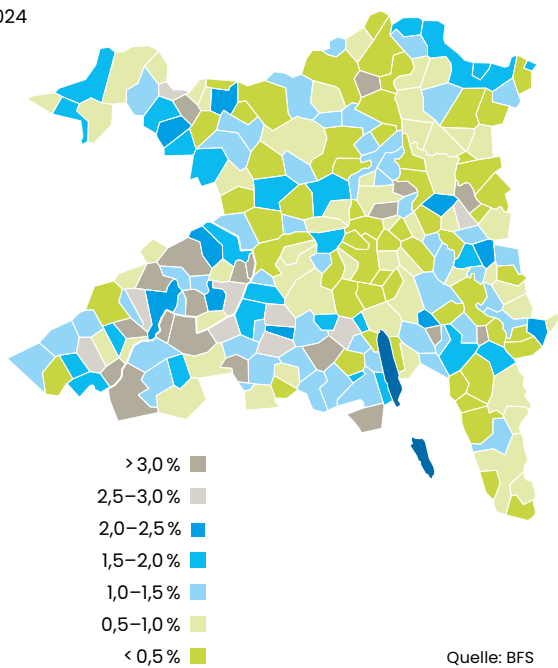 024
> 3,0 %
2,5–3,0 %
2,0–2,5 %
1,5–2,0 %
1,0–1,5 %
0,5–1,0 %
< 0,5 %
Quelle: BFS